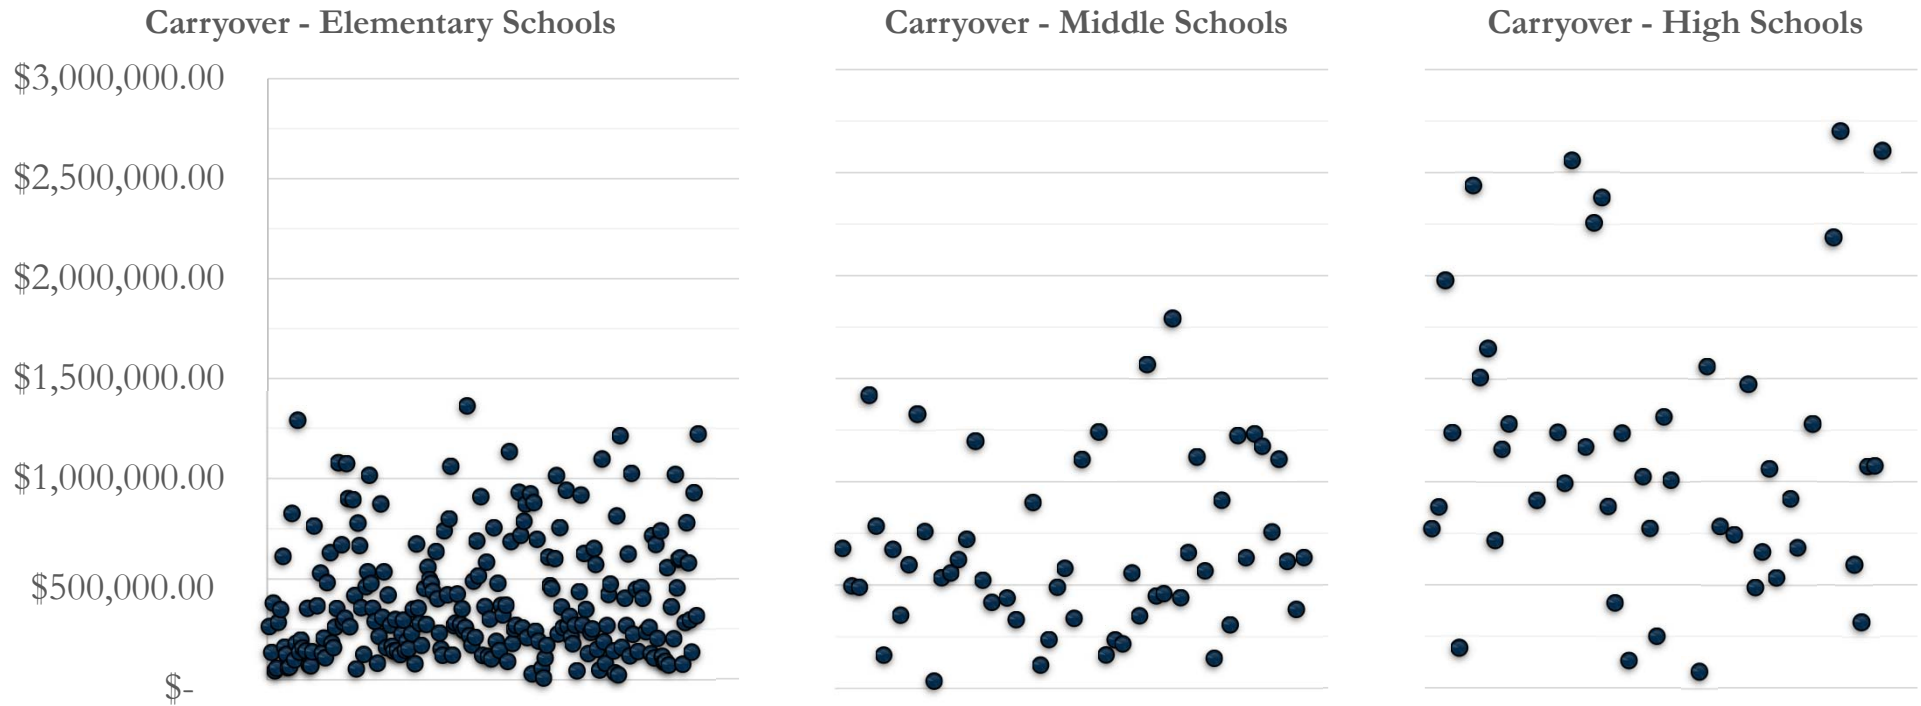 Carryover - Elementary Schools
Carryover - Middle Schools
Carryover - High Schools
$3,000,000.00
$2,500,000.00
$2,000,000.00
$1,500,000.00
$1,000,000.00
$500,000.00
$-